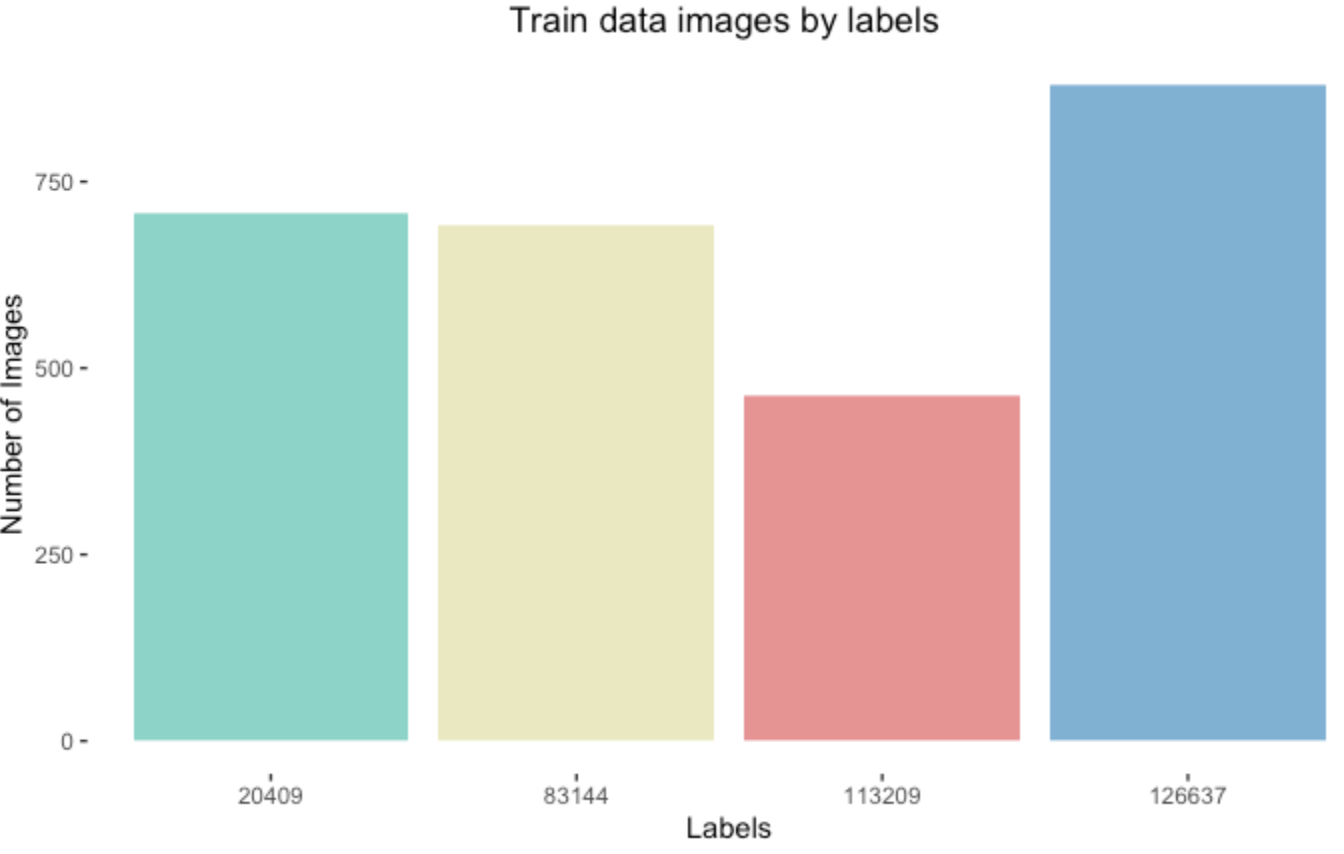 Train data images by labels
Number of Images
750
500
250
0
20409
83144
113209
126637
Labels